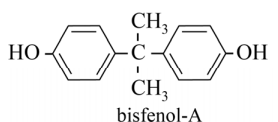 CH₃
HO C OH
CH₃
bisfenol-A